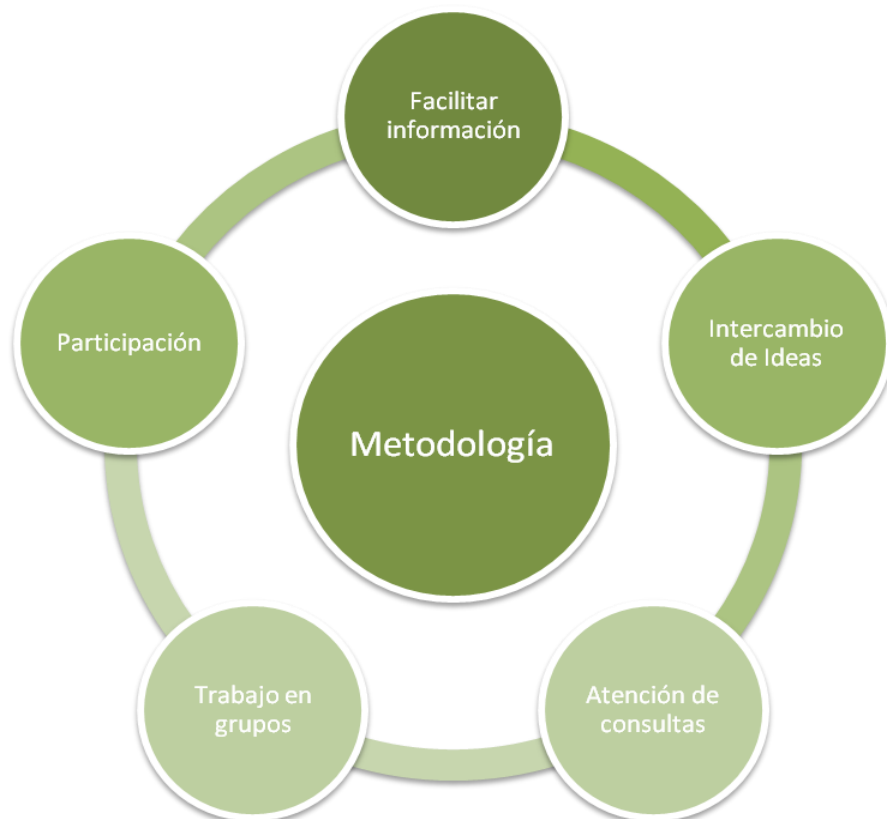 Facilitar
información
Intercambio
de Ideas
Participación
Metodología
Atención de
consultas
Trabajo en
grupos